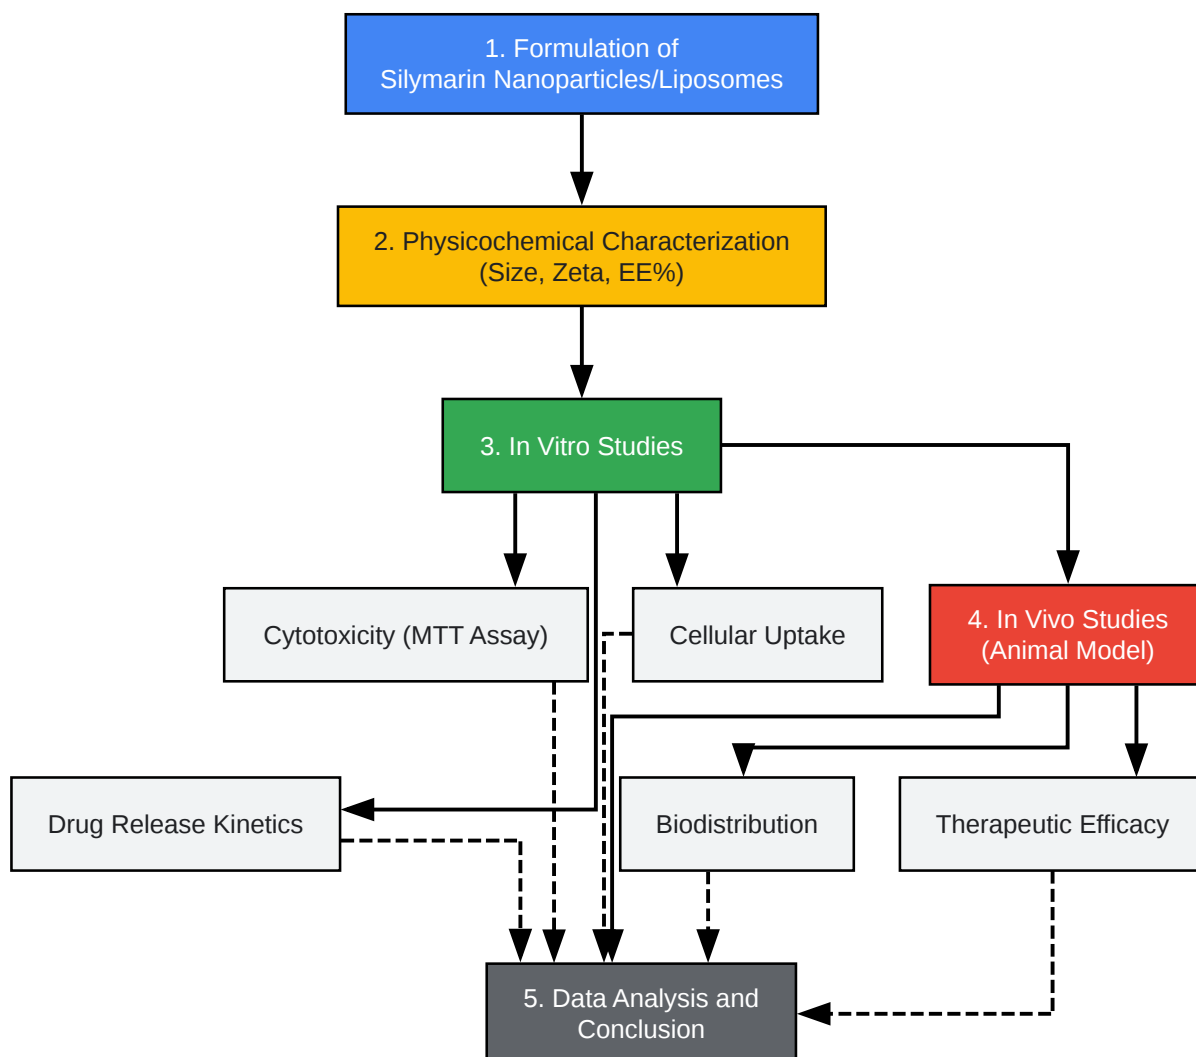 1. Formulation of
Silymarin Nanoparticles/Liposomes
2. Physicochemical Characterization
(Size, Zeta, EE%)
3. In Vitro Studies
Cytotoxicity (MTT Assay)
Cellular Uptake
4. In Vivo Studies
(Animal Model)
Drug Release Kinetics
Biodistribution
Therapeutic Efficacy
5. Data Analysis and
Conclusion